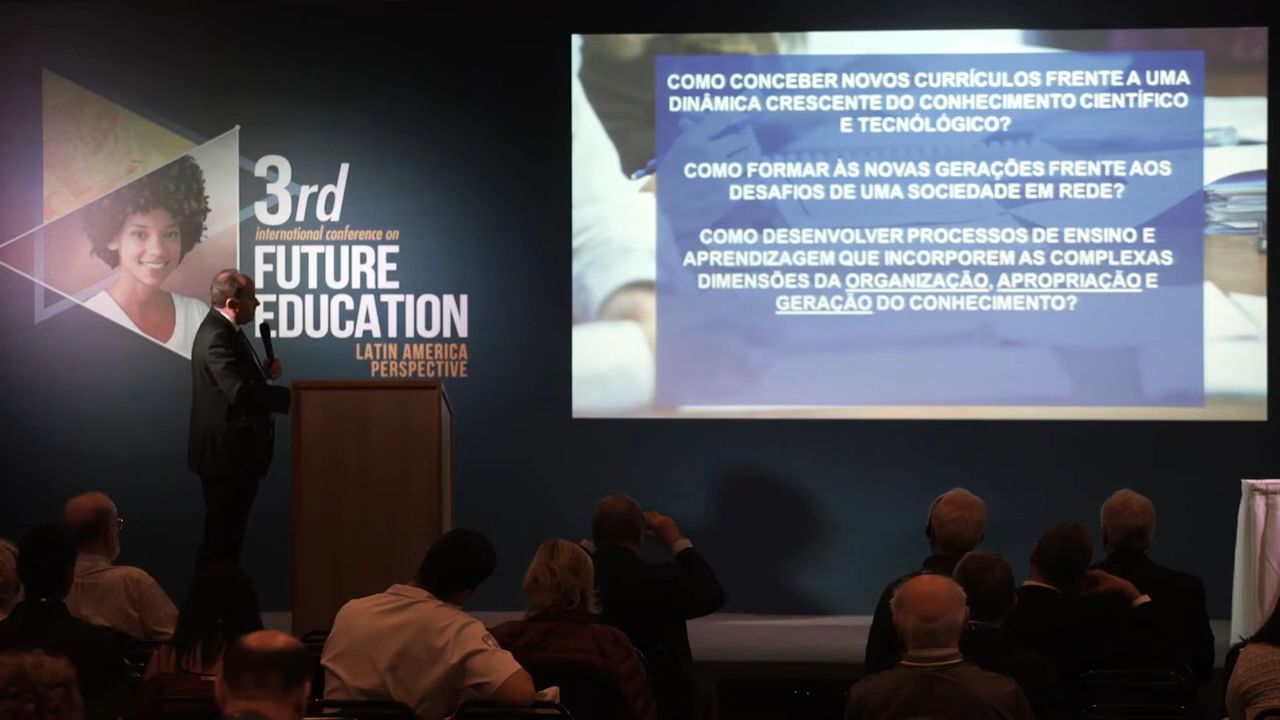 3rd
international conference on
FUTURE
EDUCATION
LATIN AMERICA
PERSPECTIVE
COMO CONCEBER NOVOS CURRÍCULOS FRENTE A UMA
DINÂMICA CRESCENTE DO CONHECIMENTO CIENTÍFICO
E TECNÓLÓGICO?
COMO FORMAR ÀS NOVAS GERAÇÕES FRENTE AOS
DESAFIOS DE UMA SOCIEDADE EM REDE?
COMO DESENVOLVER PROCESSOS DE ENSINO E
APRENDIZAGEM QUE INCORPOREM AS COMPLEXAS
DIMENSÕES DA ORGANIZAÇÃO, APROPRIAÇÃO E
GERAÇÃO DO CONHECIMENTO?